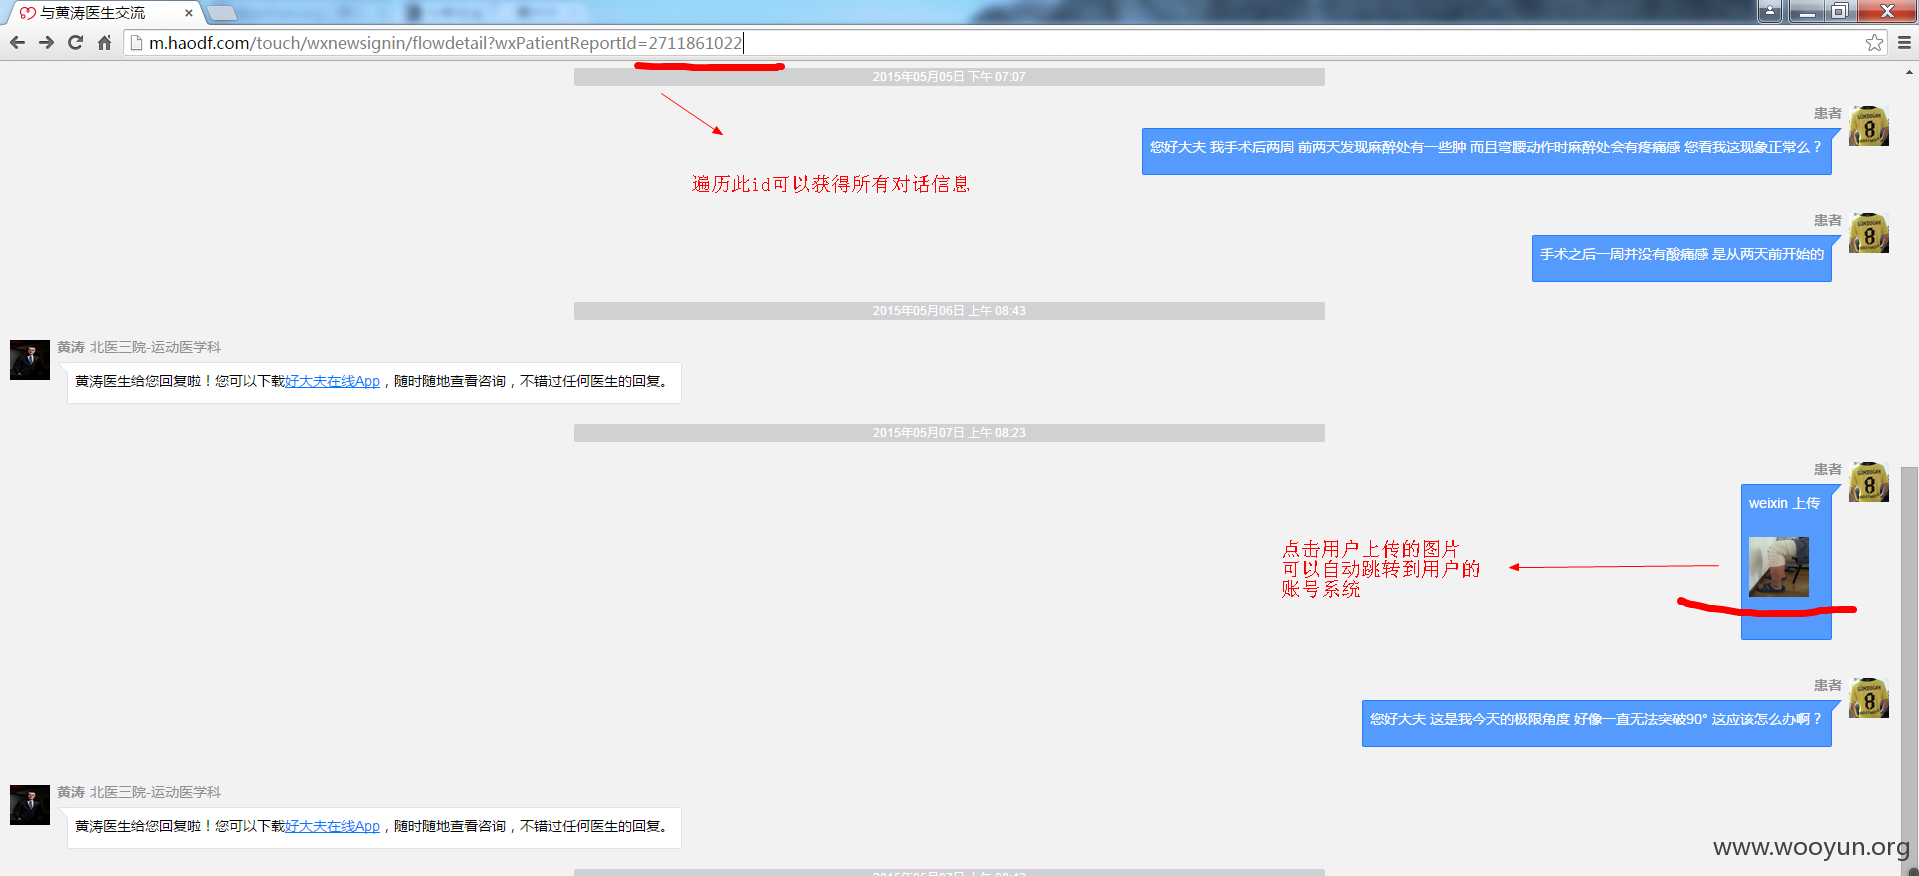 与黄涛医生交流
m.haodf.com/touch/wxnewsignin/flowdetail?wxPatientReportId=2711861022
2015年05月05日 下午 07:07
患者
您好大夫 我手术后两周 前两天发现麻醉处有一些肿 而且弯腰动作时麻醉处会有疼痛感 您看我这现象正常么？
遍历此id可以获得所有对话信息
患者
手术之后一周并没有酸痛感 是从两天前开始的
2015年05月06日 上午 08:43
黄涛 北医三院-运动医学科
黄涛医生给您回复啦！您可以下载好大夫在线App，随时随地查看咨询，不错过任何医生的回复。
2015年05月07日 上午 08:23
患者
weixin 上传
点击用户上传的图片
可以自动跳转到用户的
账号系统
患者
您好大夫 这是我今天的极限角度 好像一直无法突破90° 这应该怎么办啊？
黄涛 北医三院-运动医学科
黄涛医生给您回复啦！您可以下载好大夫在线App，随时随地查看咨询，不错过任何医生的回复。
www.wooyun.org